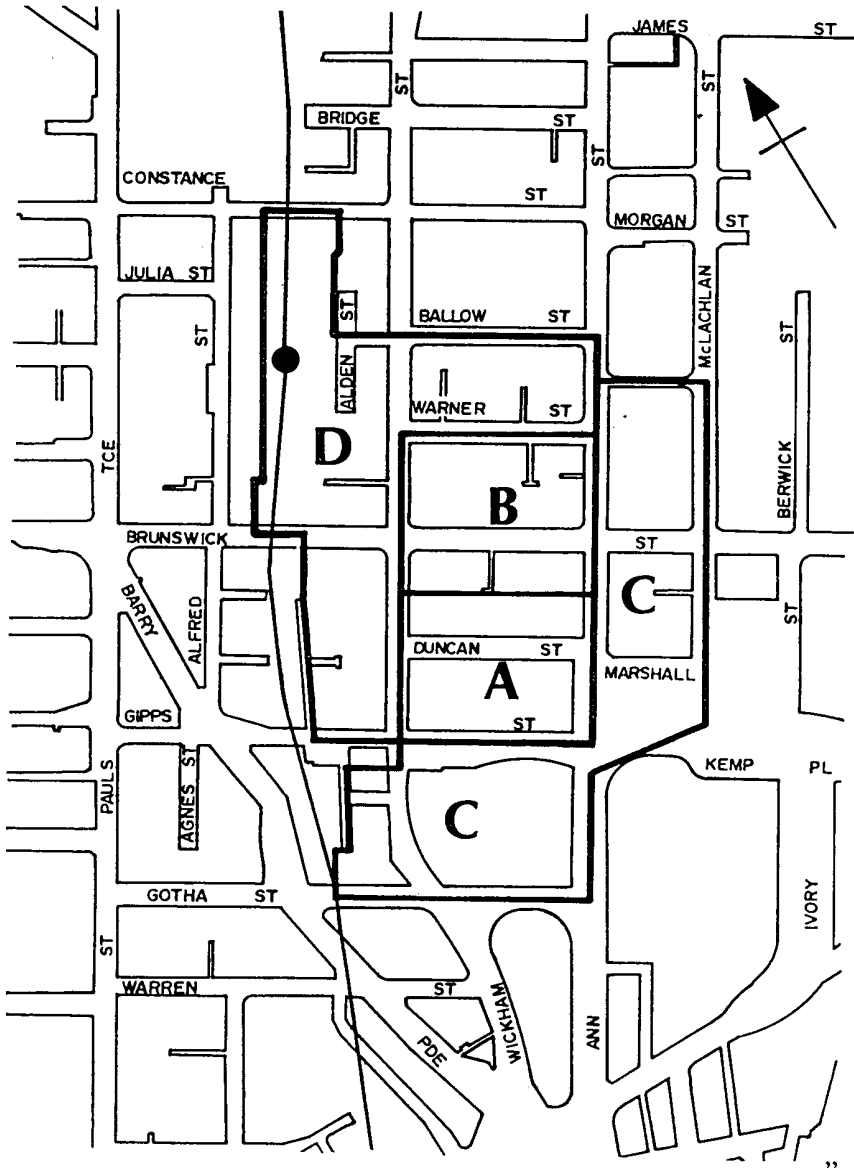 JAMES ST
ST
ST
BRIDGE ST
ST
CONSTANCE ST
MORGAN ST
JULIA ST
ST
BALLOW ST
McLACHLAN
ST
ST
ALDEN
WARNER ST
TCE
D
B
BERWICK
BRUNSWICK ST
BARRY
ALFRED
C
ST
DUNCAN ST
A
MARSHALL
GIPPS ST
PAULS
AGNES ST
KEMP PL
C
GOTHA ST
IVORY
ST
WARREN ST
WICKHAM
PDE
ANN
”